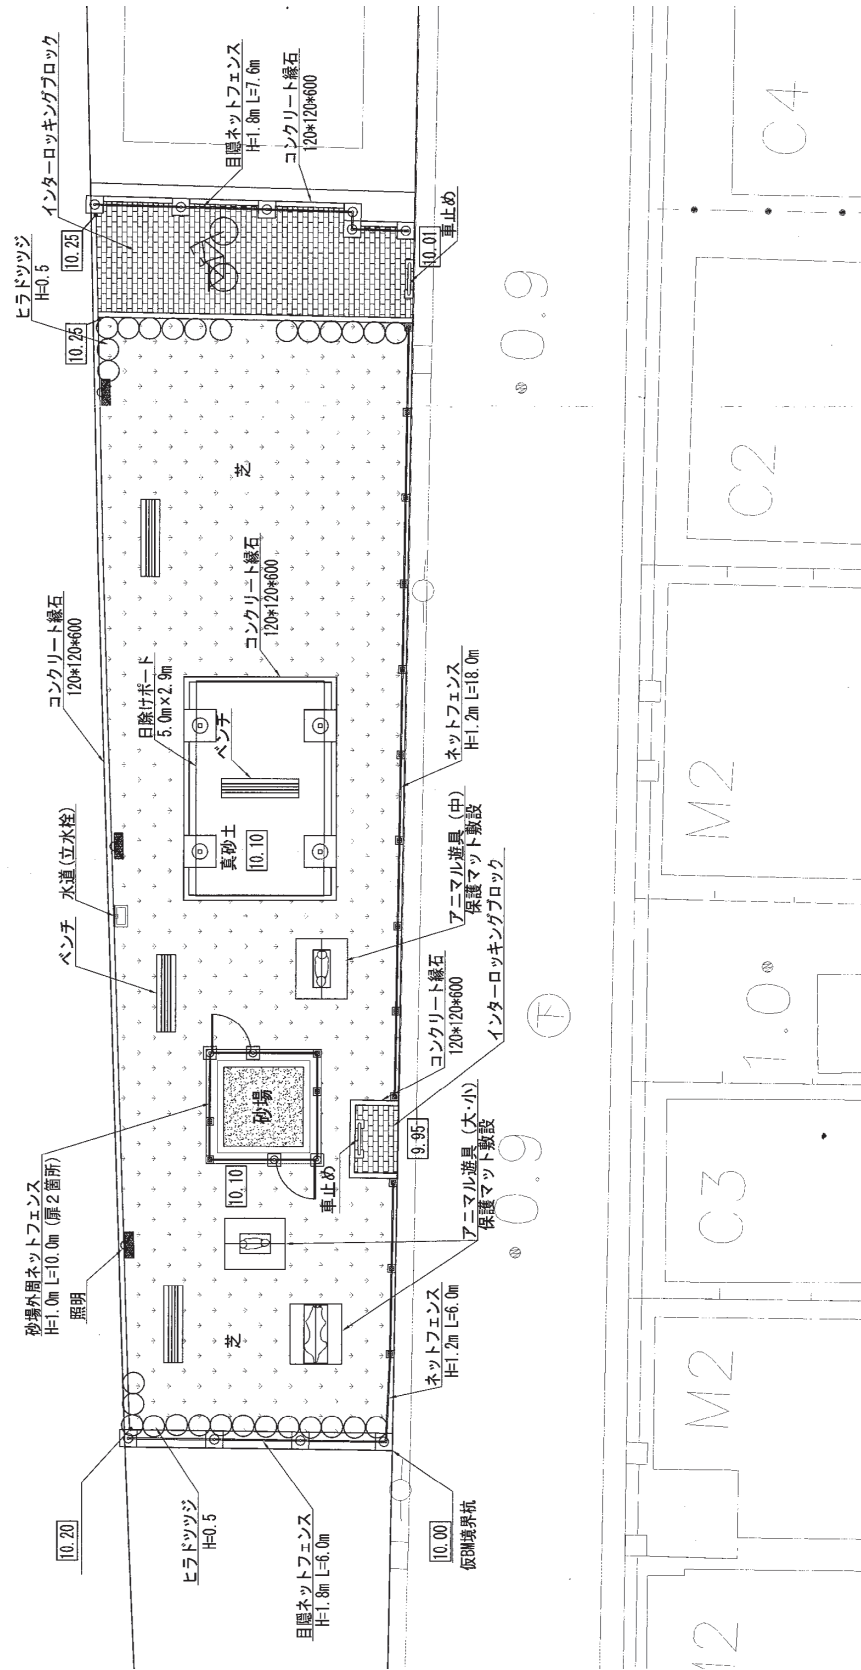 砂場外周ネットフェンス
H=1.0m L=10.0m (扉2箇所)
照明
ベンチ
水道(立水栓)
コンクリート縁石
120*120*600
ヒラドツツジ
H=0.5
インターロッキングブロック
10.25
10.25
目隠ネットフェンス
H=1.8m L=7.6m
コンクリート縁石
120*120*600
10.01
車止め
10.20
ヒラドツツジ
H=0.5
目隠ネットフェンス
H=1.8m L=6.0m
10.00
仮BM境界杭
芝
10.10
砂場
車止め
日除けポート
5.0m×2.9m
ベンチ
真砂土
10.10
コンクリート縁石
120*120*600
芝
ネットフェンス
H=1.2m L=6.0m
アニマル遊具 (大・小)
保護マット敷設
9.95
コンクリート縁石
120*120*600
インターロッキングブロック
アニマル遊具 (中)
保護マット敷設
ネットフェンス
H=1.2m L=18.0m
下
0.9
0.9
1.0
M2
M2
C3
M2
C2
C4